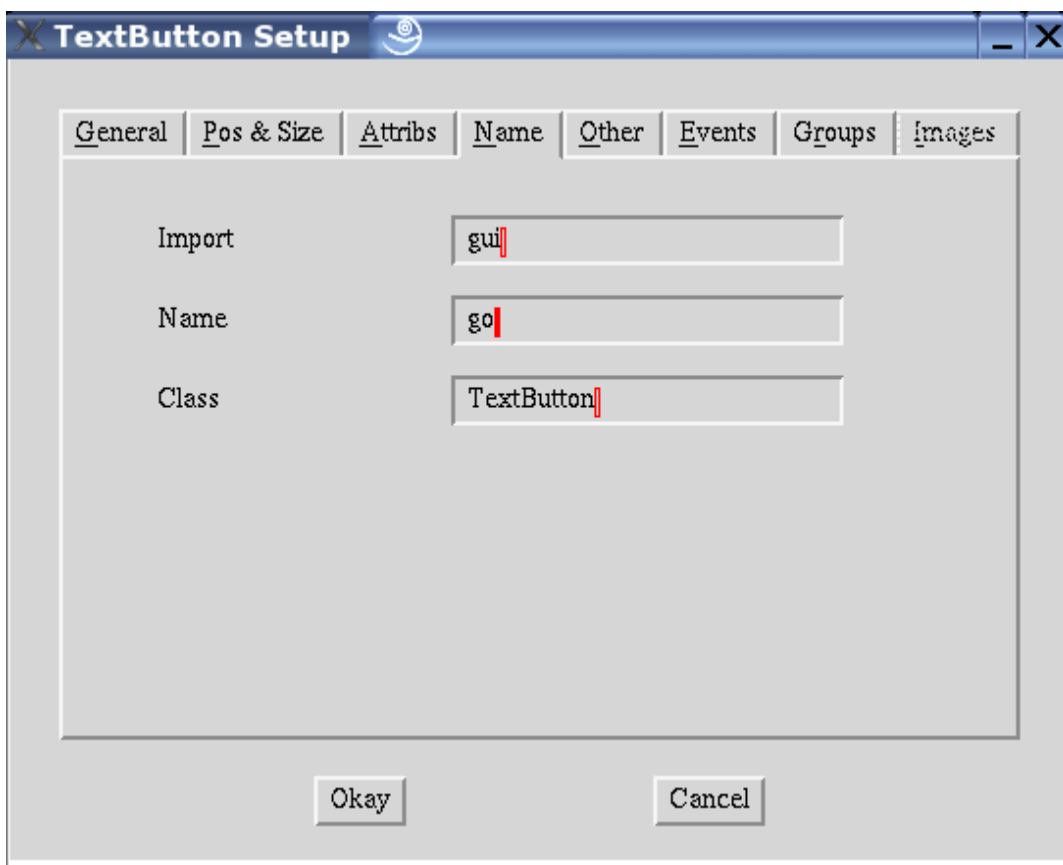 TextButton Setup
General Pos & Size Attribs Name Other Events Groups Images
Import gui
Name go
Class TextButton
Okay Cancel